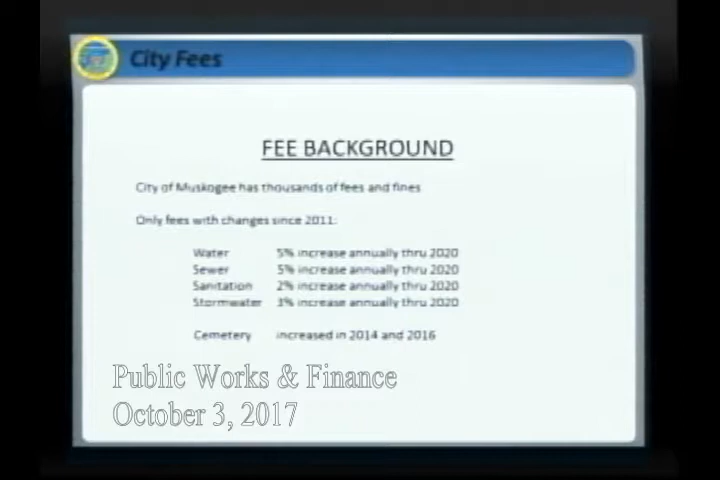 City Fees
FEE BACKGROUND
City of Muskogee has thousands of fees and fines
Only fees with changes since 2011:
Water 5% increase annually thru 2020
Sewer 5% increase annually thru 2020
Sanitation 2% increase annually thru 2020
Stormwater 3% increase annually thru 2020
Cemetery increased in 2014 and 2016
Public Works & Finance
October 3, 2017